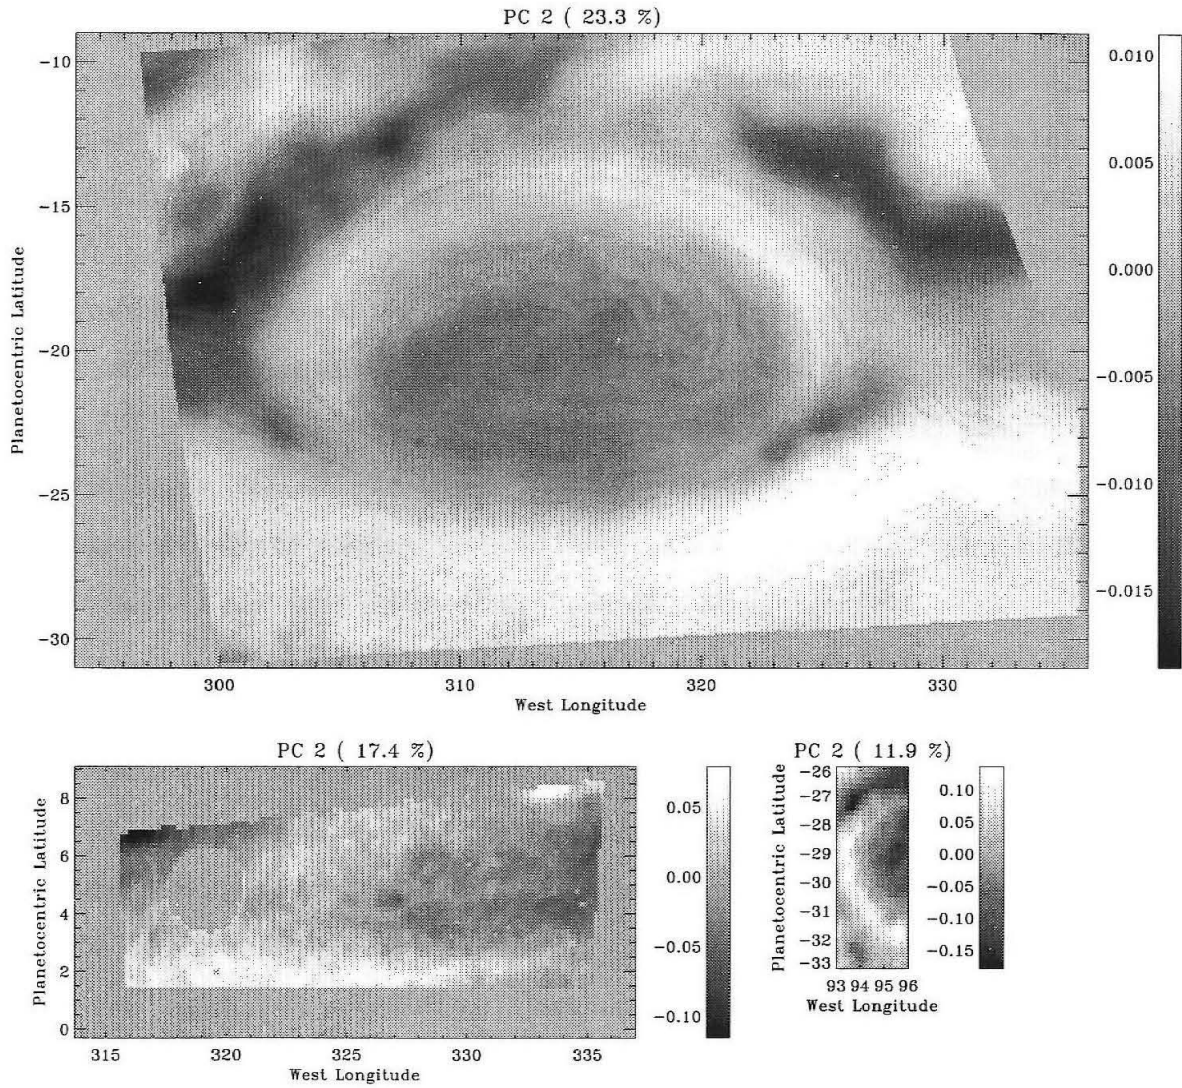 PC 2 ( 23.3 %)
-10
-15
-20
-25
-30
Planetocentric Latitude
300 310 320 330
West Longitude
0.010
0.005
0.000
-0.005
-0.010
-0.015
PC 2 ( 17.4 %)
8
6
4
2
0
Planetocentric Latitude
315 320 325 330 335
West Longitude
0.05
0.00
-0.05
-0.10
PC 2 ( 11.9 %)
-26
-27
-28
-29
-30
-31
-32
-33
Planetocentric Latitude
93 94 95 96
West Longitude
0.10
0.05
0.00
-0.05
-0.10
-0.15